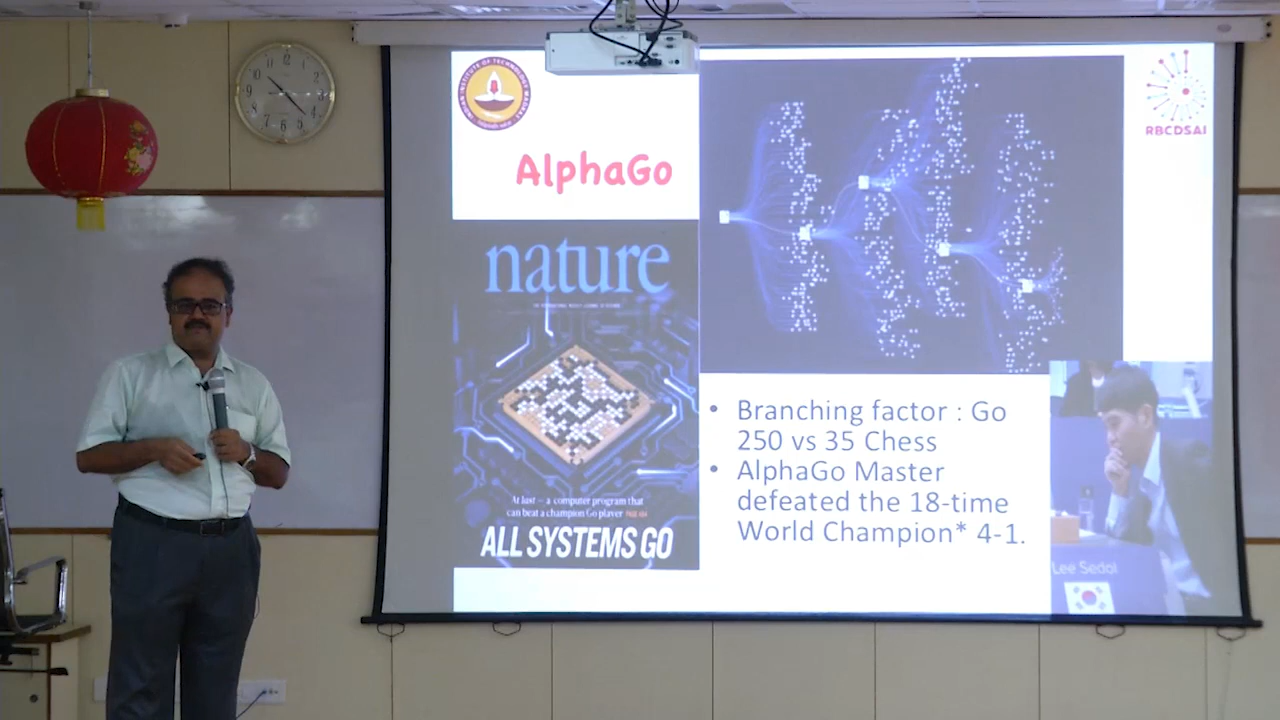 AlphaGo
RBCDSAI
nature
At last – a computer program that
can beat a champion Go player
ALL SYSTEMS GO
• Branching factor : Go
250 vs 35 Chess
• AlphaGo Master
defeated the 18-time
World Champion* 4-1.
Lee Sedol